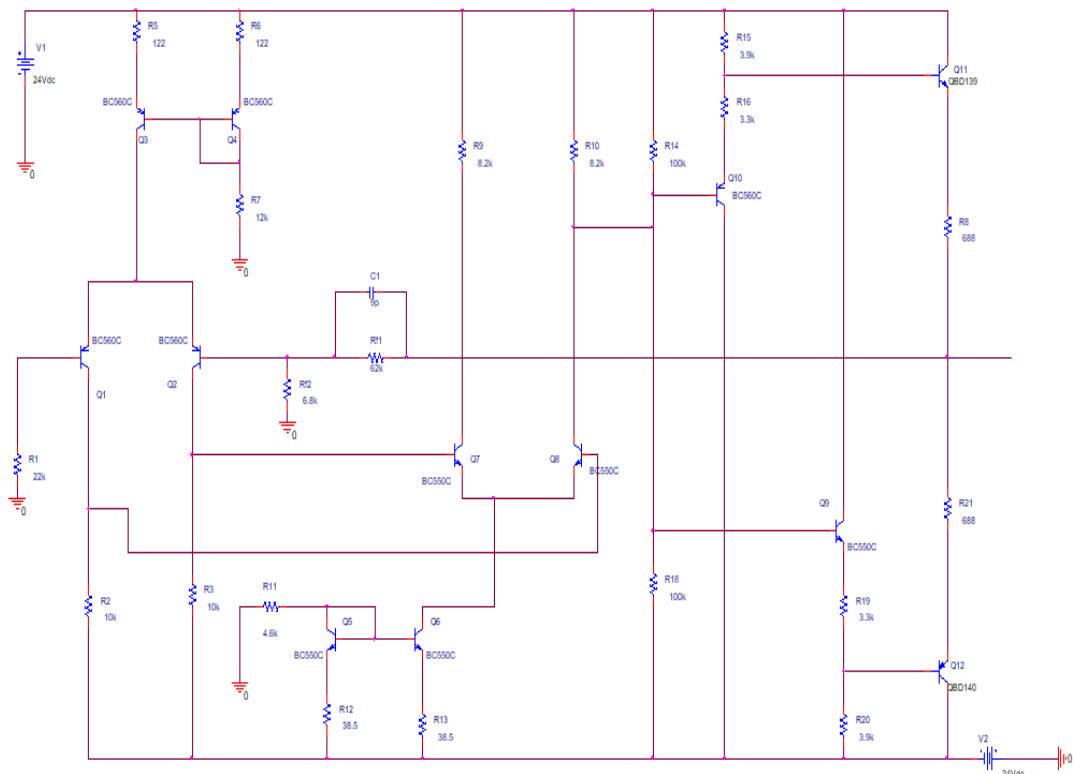 V1
24Vdc
0
R5
122
R6
122
BC560C
Q3
BC560C
Q4
R7
12k
0
R9
8.2k
R10
8.2k
R14
100k
R15
3.9k
R16
3.3k
Q10
BC560C
Q11
QBD139
R8
688
BC560C
Q1
BC560C
Q2
C1
9p
Rf1
62k
Rf2
6.8k
0
R1
22k
0
Q7
BC550C
Q8
BC550C
Q9
BC550C
R21
688
R2
10k
R3
10k
R11
4.6k
0
Q5
BC550C
Q6
BC550C
R12
38.5
R13
38.5
R18
100k
R19
3.3k
R20
3.9k
Q12
QBD140
V2
24Vdc
0